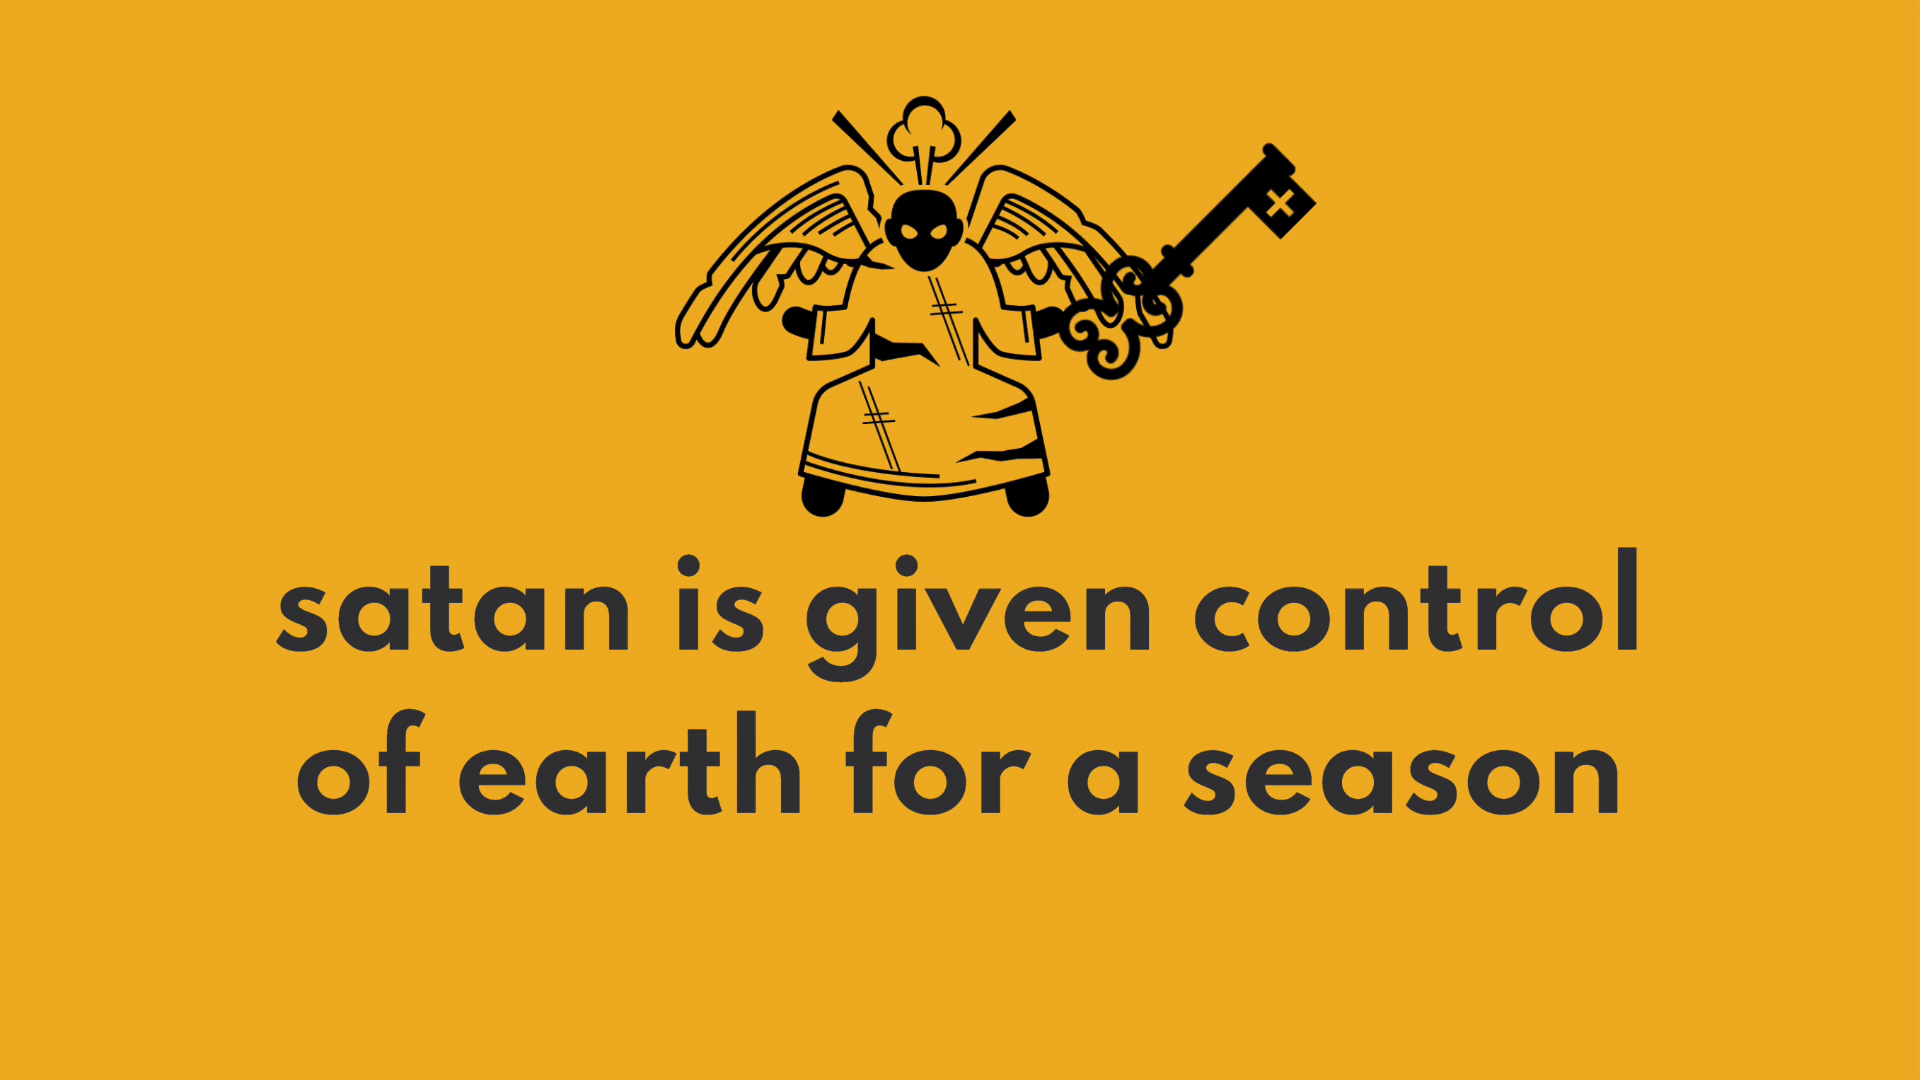 satan is given control
of earth for a season